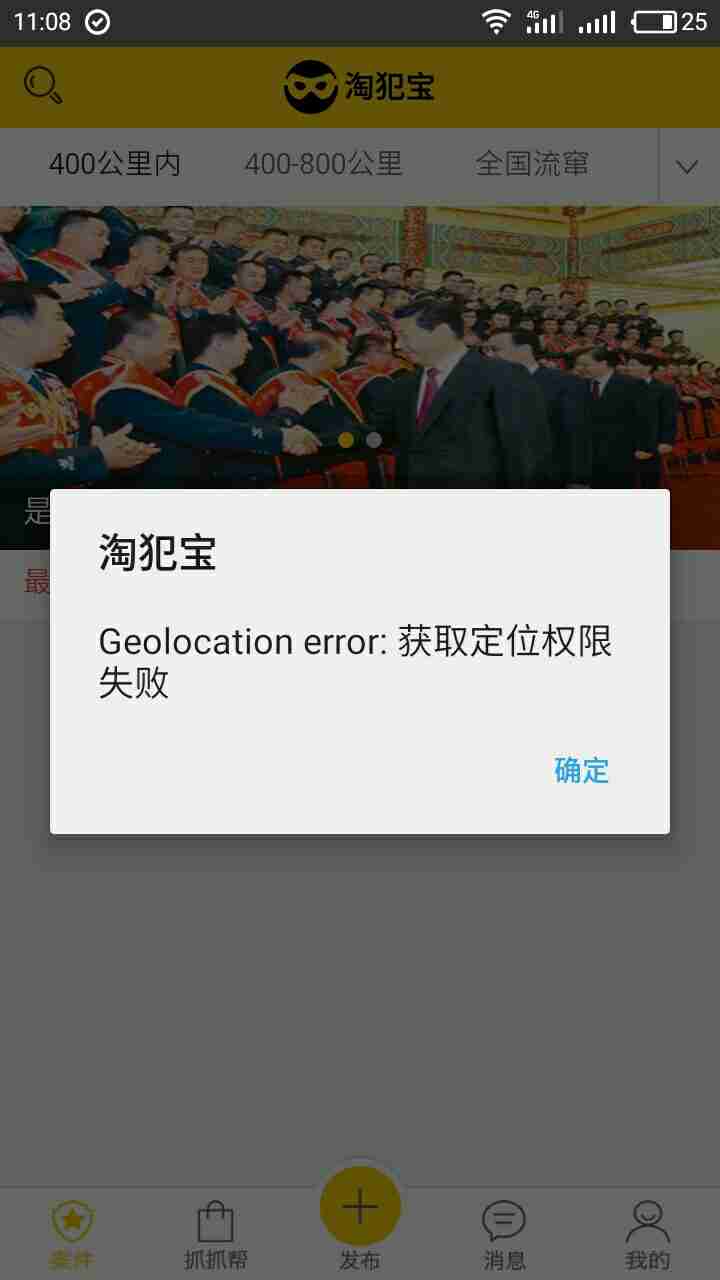 11:08
4G
25
淘犯宝
400公里内
400-800公里
全国流窜
是
最
淘犯宝
Geolocation error: 获取定位权限
失败
确定
案件
抓抓帮
发布
消息
我的